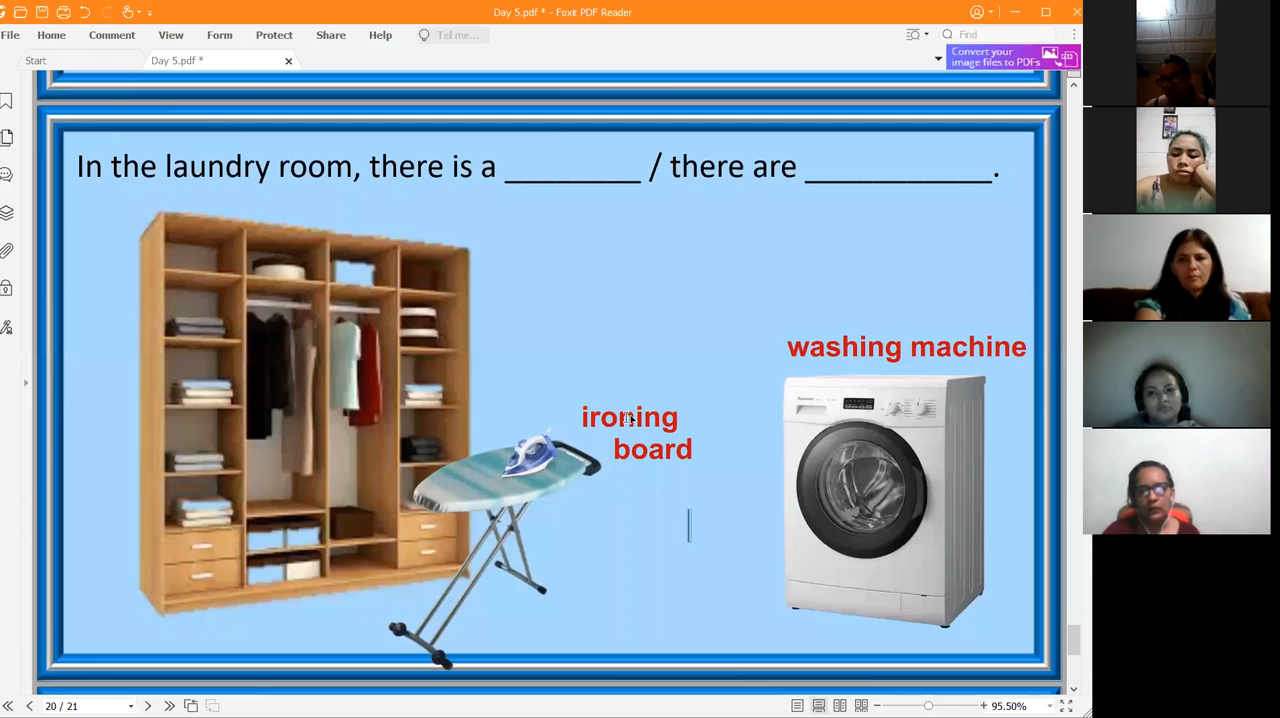 Day 5.pdf * - Foxit PDF Reader
File Home Comment View Form Protect Share Help Tell me... Find
Start Day 5.pdf *
Convert your
image files to PDFs
In the laundry room, there is a ________ / there are ___________.
washing machine
ironing
board
20 / 21
95.50%